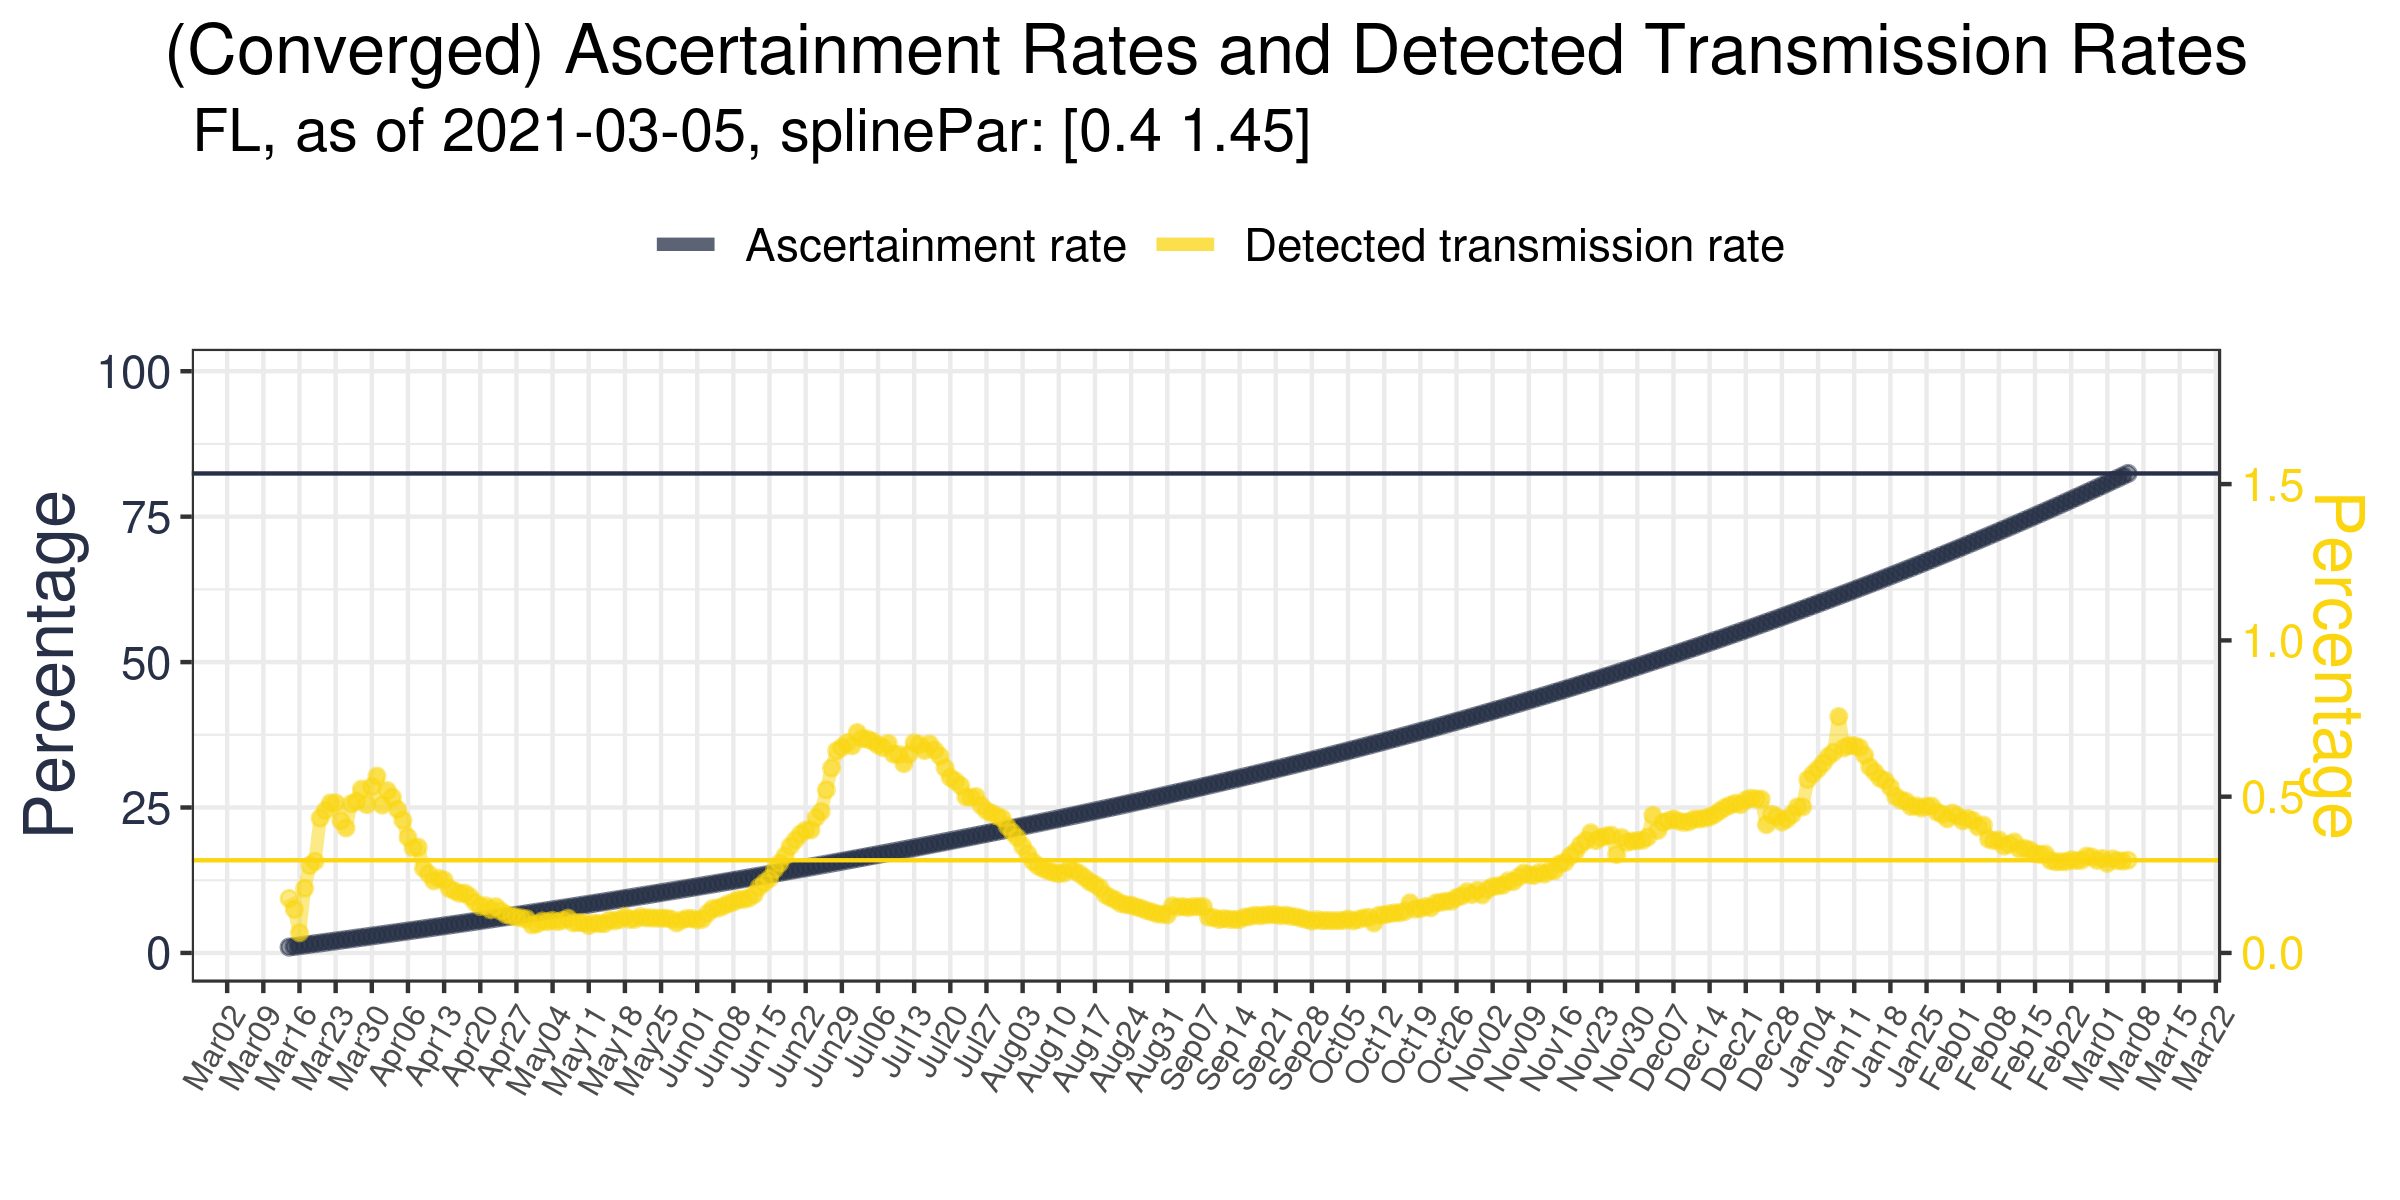 (Converged) Ascertainment Rates and Detected Transmission Rates
FL, as of 2021-03-05, splinePar: [0.4 1.45]
Ascertainment rate Detected transmission rate
Percentage
100
75
50
25
0
1.5
1.0
0.5
0.0
Percentage
Mar02
Mar09
Mar16
Mar23
Mar30
Apr06
Apr13
Apr20
Apr27
May04
May11
May18
May25
Jun01
Jun08
Jun15
Jun22
Jun29
Jul06
Jul13
Jul20
Jul27
Aug03
Aug10
Aug17
Aug24
Aug31
Sep07
Sep14
Sep21
Sep28
Oct05
Oct12
Oct19
Oct26
Nov02
Nov09
Nov16
Nov23
Nov30
Dec07
Dec14
Dec21
Dec28
Jan04
Jan11
Jan18
Jan25
Feb01
Feb08
Feb15
Feb22
Mar01
Mar08
Mar15
Mar22